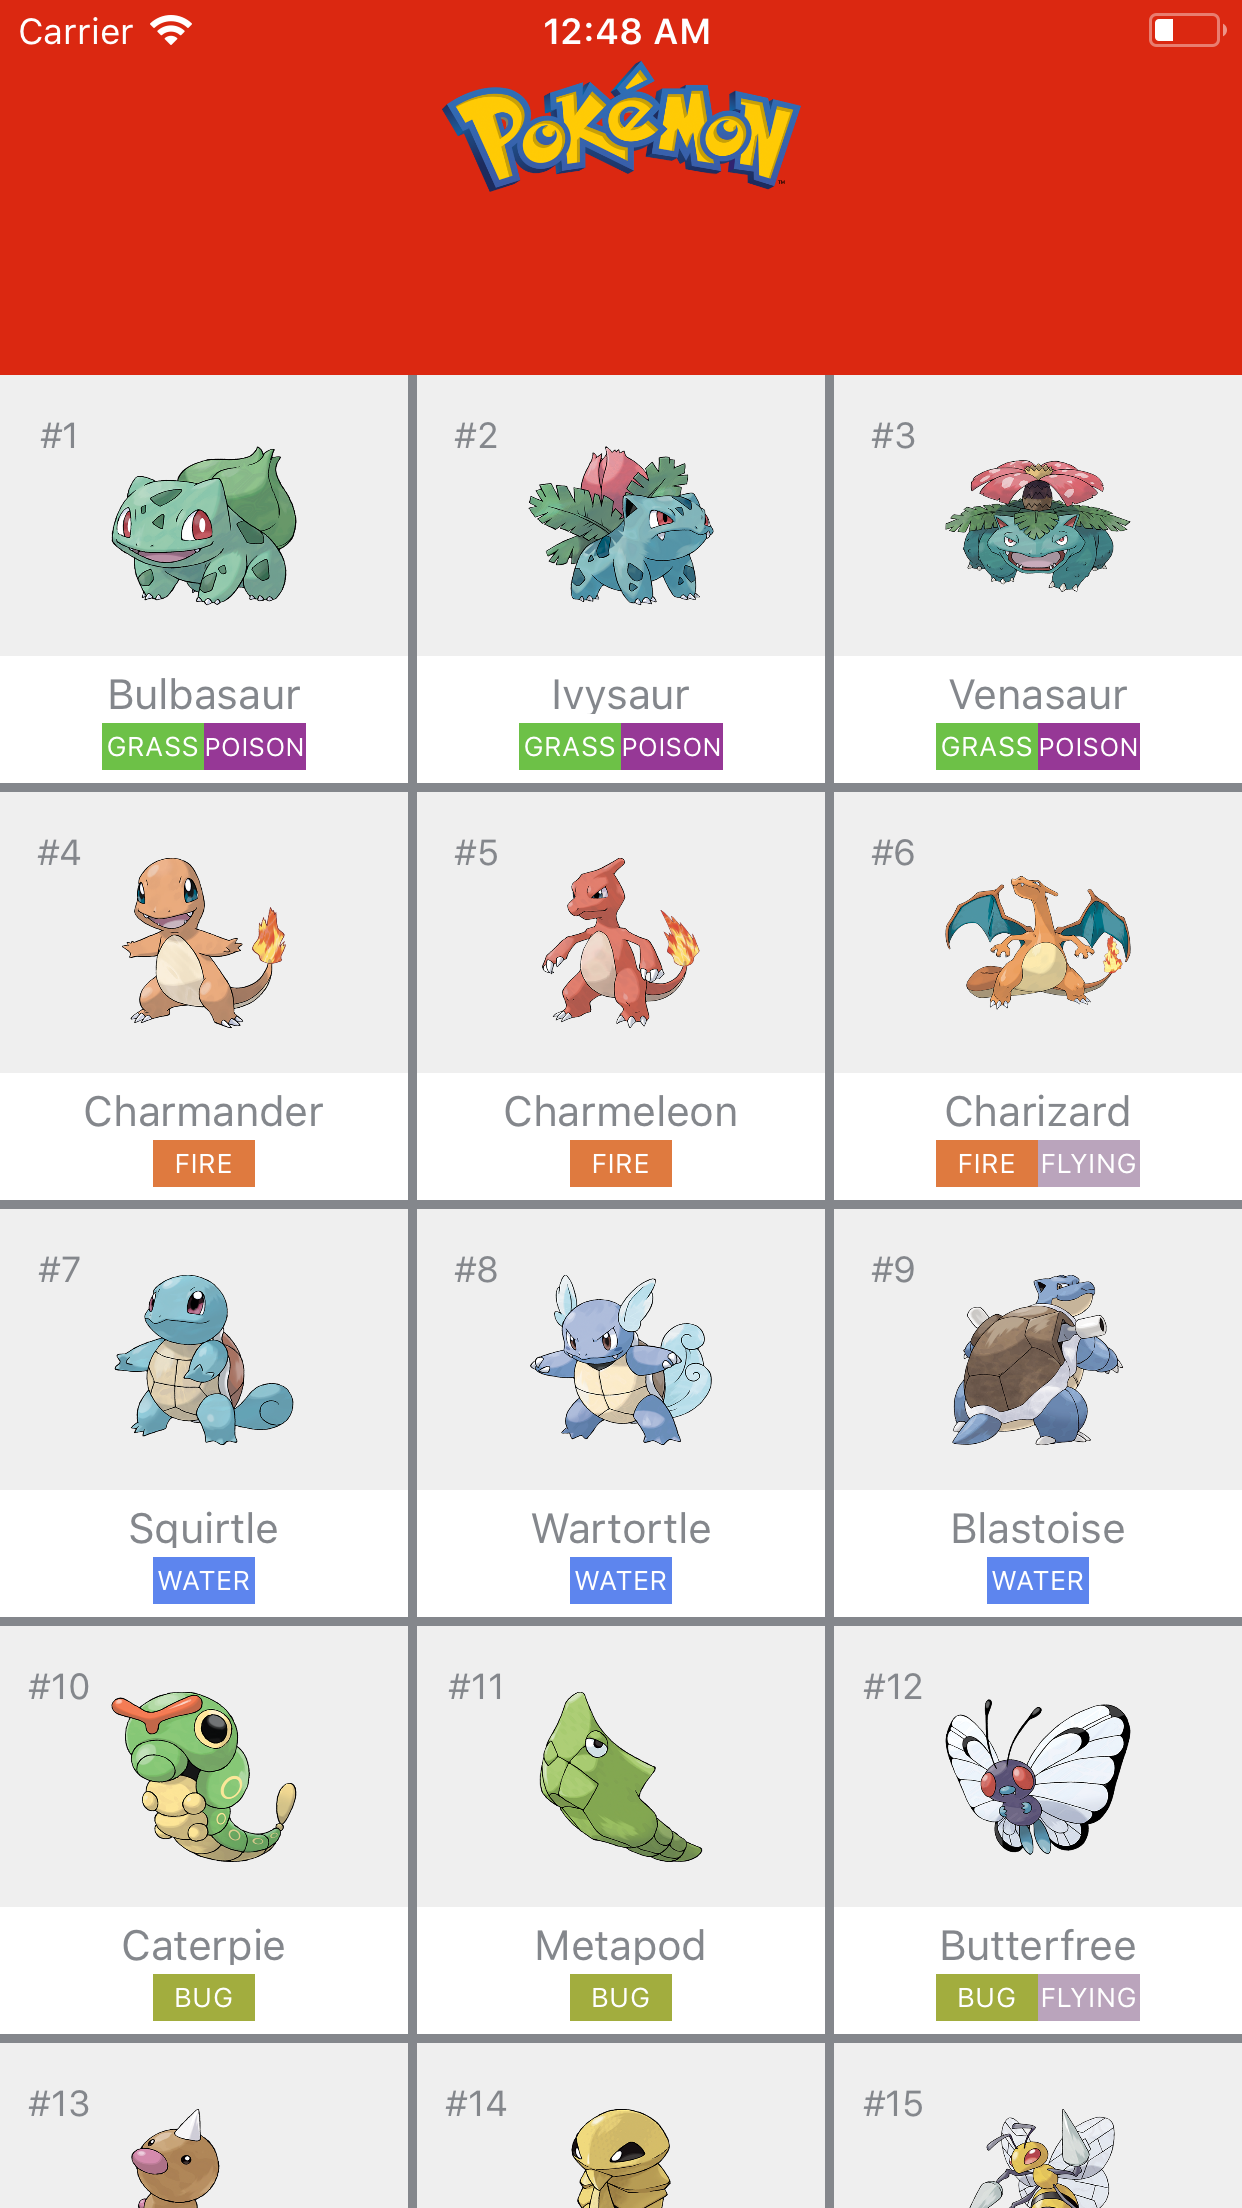 Carrier 12:48 AM
POKéMON™
#1 #2 #3
Bulbasaur Ivysaur Venasaur
GRASS POISON GRASS POISON GRASS POISON
#4 #5 #6
Charmander Charmeleon Charizard
FIRE FIRE FIRE FLYING
#7 #8 #9
Squirtle Wartortle Blastoise
WATER WATER WATER
#10 #11 #12
Caterpie Metapod Butterfree
BUG BUG BUG FLYING
#13 #14 #15